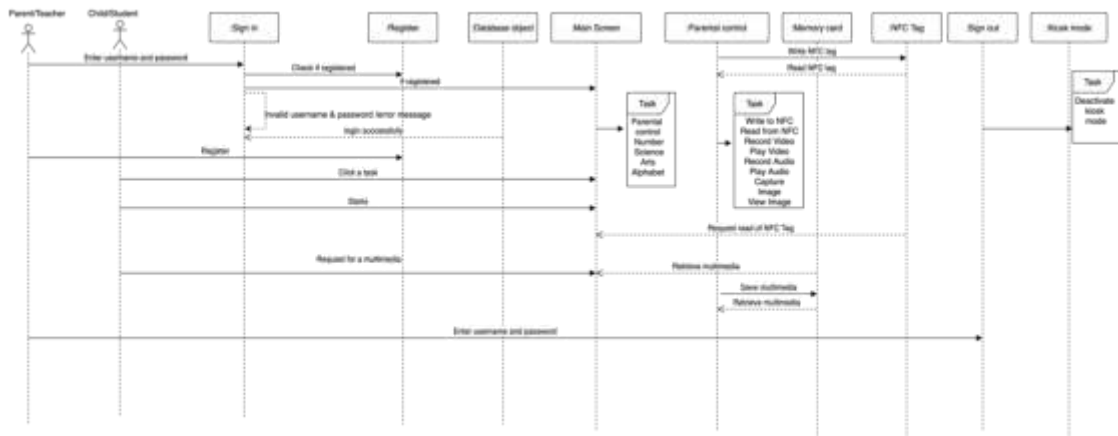 Parent/Teacher
Child/Student
Sign in
Register
Database object
Main Screen
Parental control
Memory card
NFC Tag
Sign out
Kiosk mode
Enter username and password
Check if registered
If registered
Invalid username & password /error message
login successfully
Register
Click a task
Request for a multimedia
Enter username and password
Write NFC tag
Read NFC tag
Task
Parental
control
Number
Science
Arts
Alphabet
Task
Write to NFC
Read from NFC
Record Video
Play Video
Record Audio
Play Audio
Capture
Image
View Image
Task
Deactivate
kiosk
mode
Request read of NFC Tag
Retrieve multimedia
Save multimedia
Retrieve multimedia